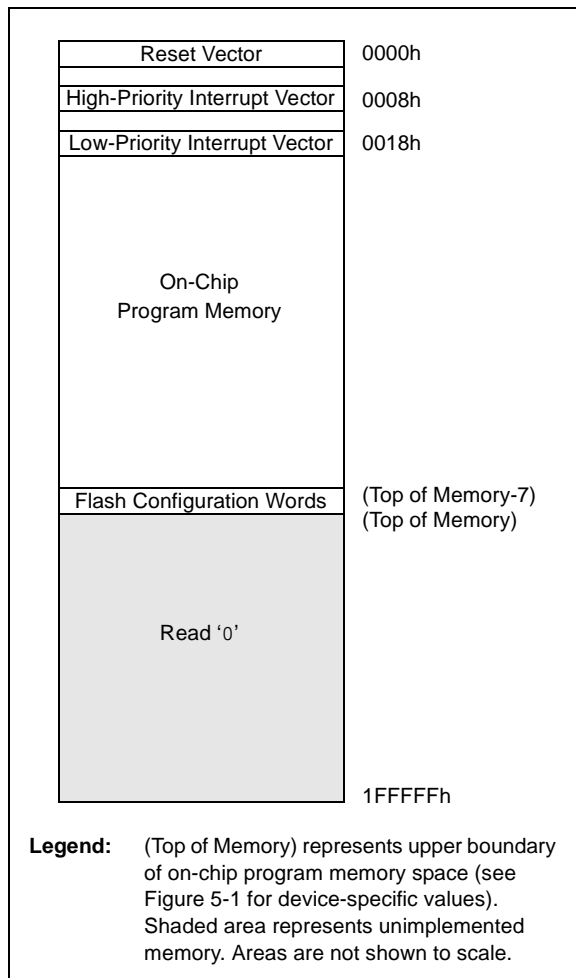 Reset Vector 0000h
High-Priority Interrupt Vector 0008h
Low-Priority Interrupt Vector 0018h
On-Chip
Program Memory
Flash Configuration Words (Top of Memory-7)
(Top of Memory)
Read ‘0’
1FFFFFh
Legend: (Top of Memory) represents upper boundary
of on-chip program memory space (see
Figure 5-1 for device-specific values).
Shaded area represents unimplemented
memory. Areas are not shown to scale.